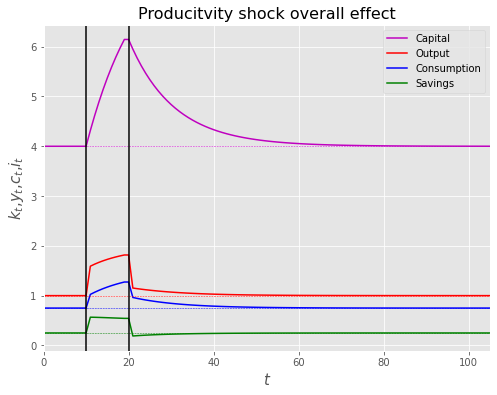 Producitvity shock overall effect
Capital
Output
Consumption
Savings
k_t,y_t,c_t,i_t
6
5
4
3
2
1
0
0 20 40 60 80 100
t